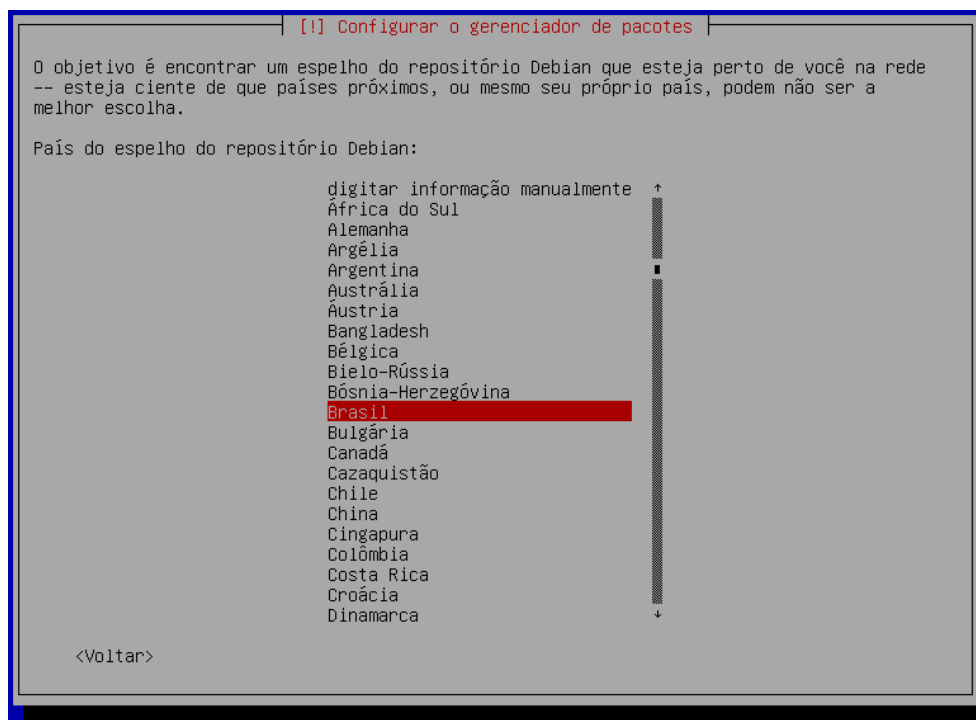 [!] Configurar o gerenciador de pacotes
O objetivo é encontrar um espelho do repositório Debian que esteja perto de você na rede
-- esteja ciente de que países próximos, ou mesmo seu próprio país, podem não ser a
melhor escolha.
País do espelho do repositório Debian:
digitar informação manualmente ↑
África do Sul
Alemanha
Argélia
Argentina
Austrália
Áustria
Bangladesh
Bélgica
Bielo-Rússia
Bósnia-Herzegóvina
Brasil
Bulgária
Canadá
Cazaquistão
Chile
China
Cingapura
Colômbia
Costa Rica
Croácia
Dinamarca ↓
<Voltar>